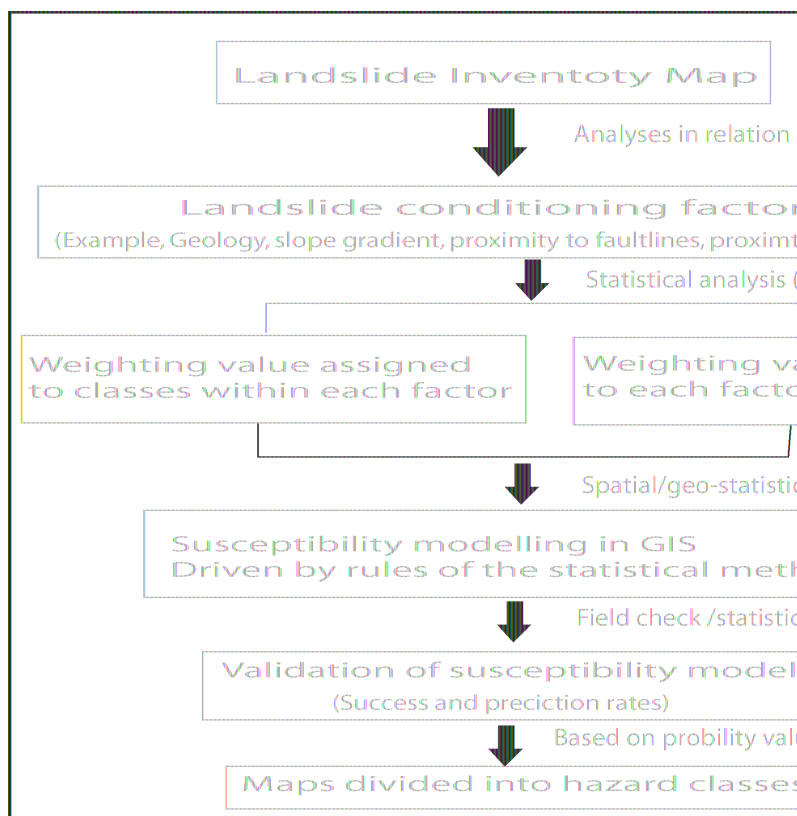 Landslide Inventoty Map
Analyses in relation
Landslide conditioning factor
(Example, Geology, slope gradient, proximity to faultlines, proximt
Statistical analysis (
Weighting value assigned
to classes within each factor
Weighting va
to each facto
Spatial/geo-statistic
Susceptibility modelling in GIS
Driven by rules of the statistical meth
Field check /statistic
Validation of susceptibility model
(Success and preciction rates)
Based on probility valu
Maps divided into hazard classes